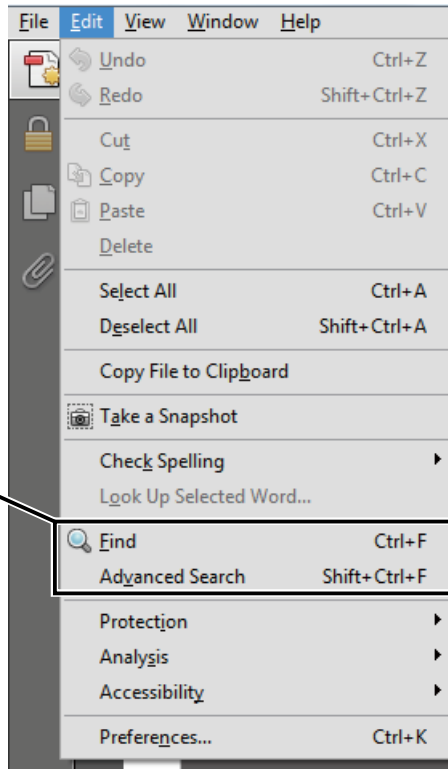 File Edit View Window Help
Undo Ctrl+Z
Redo Shift+Ctrl+Z
Cut Ctrl+X
Copy Ctrl+C
Paste Ctrl+V
Delete
Select All Ctrl+A
Deselect All Shift+Ctrl+A
Copy File to Clipboard
Take a Snapshot
Check Spelling
Look Up Selected Word...
Find Ctrl+F
Advanced Search Shift+Ctrl+F
Protection
Analysis
Accessibility
Preferences... Ctrl+K